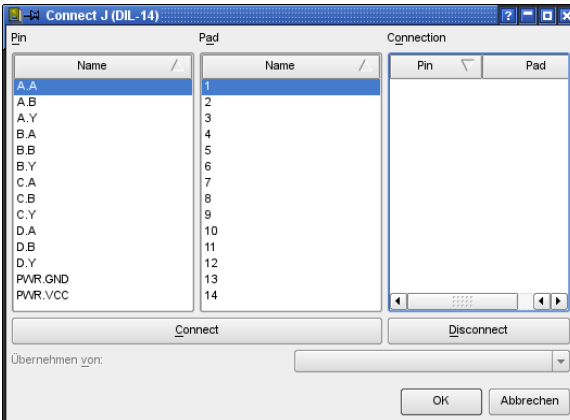 Connect J (DIL-14)
Pin Pad Connection
Name Name Pin Pad
A.A 1
A.B 2
A.Y 3
B.A 4
B.B 5
B.Y 6
C.A 7
C.B 8
C.Y 9
D.A 10
D.B 11
D.Y 12
PWR.GND 13
PWR.VCC 14
Connect Disconnect
Übernehmen von:
OK Abbrechen